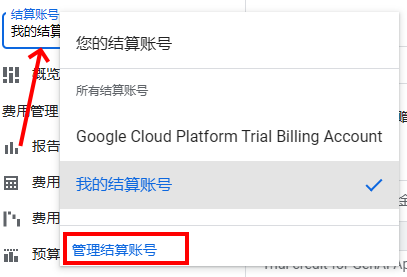 结算账号
我的结算
您的结算账号
概览
所有结算账号
费用管理
Google Cloud Platform Trial Billing Account
报告
我的结算账号
费用
费用
管理结算账号
预算